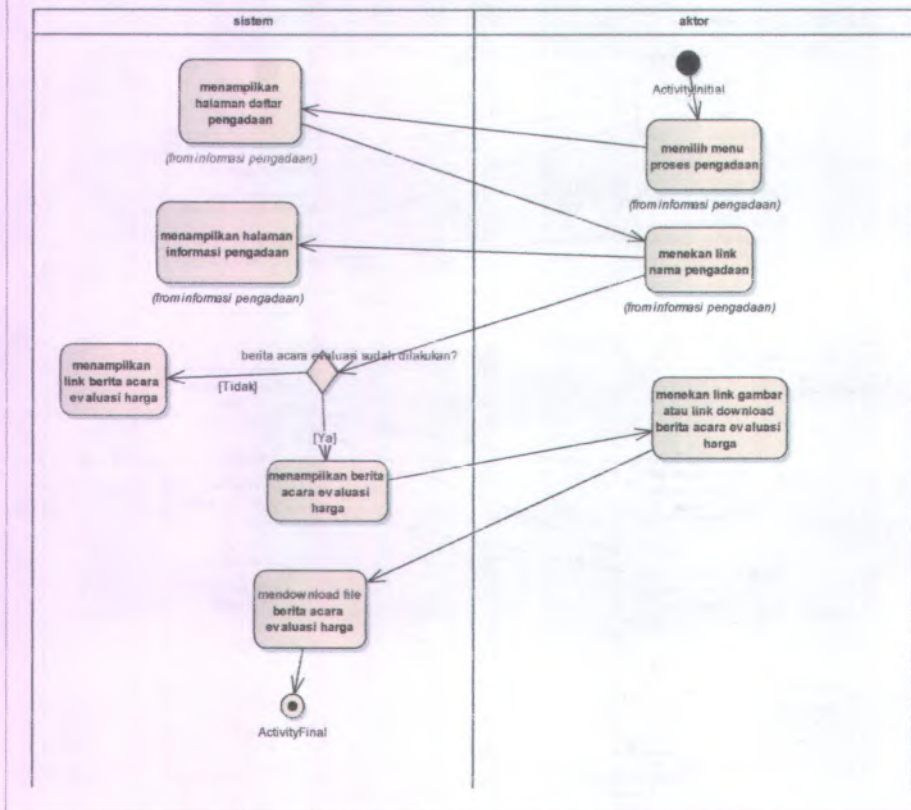 sistem
aktor
ActivityInitial
menampilkan
halaman daftar
pengadaan
(from informasi pengadaan)
memilih menu
proses pengadaan
(from informasi pengadaan)
menampilkan halaman
informasi pengadaan
(from informasi pengadaan)
menekan link
nama pengadaan
(from informasi pengadaan)
berita acara evaluasi sudah dilakukan?
menampilkan
link berita acara
evaluasi harga
[Tidak]
[Ya]
menekan link gambar
atau link download
berita acara evaluasi
harga
menampilkan berita
acara evaluasi
harga
mendownload file
berita acara
evaluasi harga
ActivityFinal